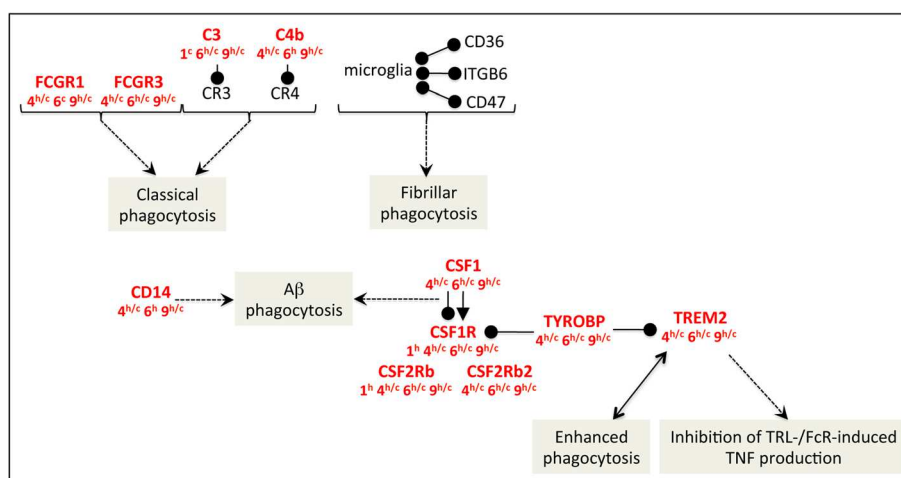 C3 C4b
1ᶜ 6ʰ/ᶜ 9ʰ/ᶜ 4ʰ/ᶜ 6ʰ 9ʰ/ᶜ
CD36
microglia ITGB6
FCGR1 FCGR3 CR3 CR4
4ʰ/ᶜ 6ᶜ 9ʰ/ᶜ 4ʰ/ᶜ 6ʰ/ᶜ 9ʰ/ᶜ
CD47
Classical
phagocytosis
Fibrillar
phagocytosis
CSF1
4ʰ/ᶜ 6ʰ/ᶜ 9ʰ/ᶜ
CD14
4ʰ/ᶜ 6ʰ 9ʰ/ᶜ
Aβ
phagocytosis
CSF1R
1ʰ 4ʰ/ᶜ 6ʰ/ᶜ 9ʰ/ᶜ
TYROBP
4ʰ/ᶜ 6ʰ/ᶜ 9ʰ/ᶜ
TREM2
4ʰ/ᶜ 6ʰ/ᶜ 9ʰ/ᶜ
CSF2Rb CSF2Rb2
1ʰ 4ʰ/ᶜ 6ʰ/ᶜ 9ʰ/ᶜ 4ʰ/ᶜ 6ʰ/ᶜ 9ʰ/ᶜ
Enhanced
phagocytosis
Inhibition of TRL-/FcR-induced
TNF production